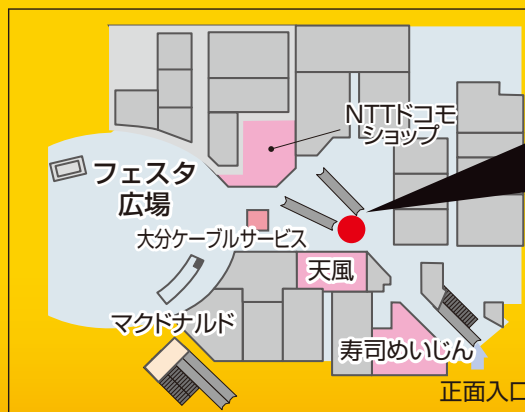 NTTドコモ
ショップ
フェスタ
広場
大分ケーブルサービス
天風
マクドナルド
寿司めいじん
正面入口